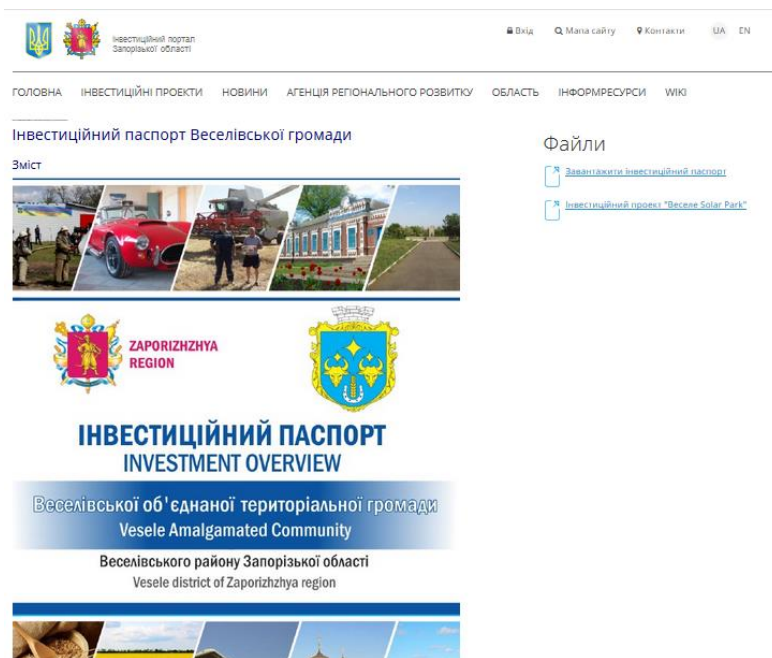 Інвестиційний портал
Запорізької області
Вхід Мапа сайту Контакти UA EN
ГОЛОВНА ІНВЕСТИЦІЙНІ ПРОЕКТИ НОВИНИ АГЕНЦІЯ РЕГІОНАЛЬНОГО РОЗВИТКУ ОБЛАСТЬ ІНФОРМРЕСУРСИ WIKI
Інвестиційний паспорт Веселівської громади
Зміст
ZAPORIZHZHYA
REGION
ІНВЕСТИЦІЙНИЙ ПАСПОРТ
INVESTMENT OVERVIEW
Веселівської об'єднаної територіальної громади
Vesele Amalgamated Community
Веселівського району Запорізької області
Vesele district of Zaporizhzhya region
Файли
Завантажити інвестиційний паспорт
Інвестиційний проект "Веселе Solar Park"